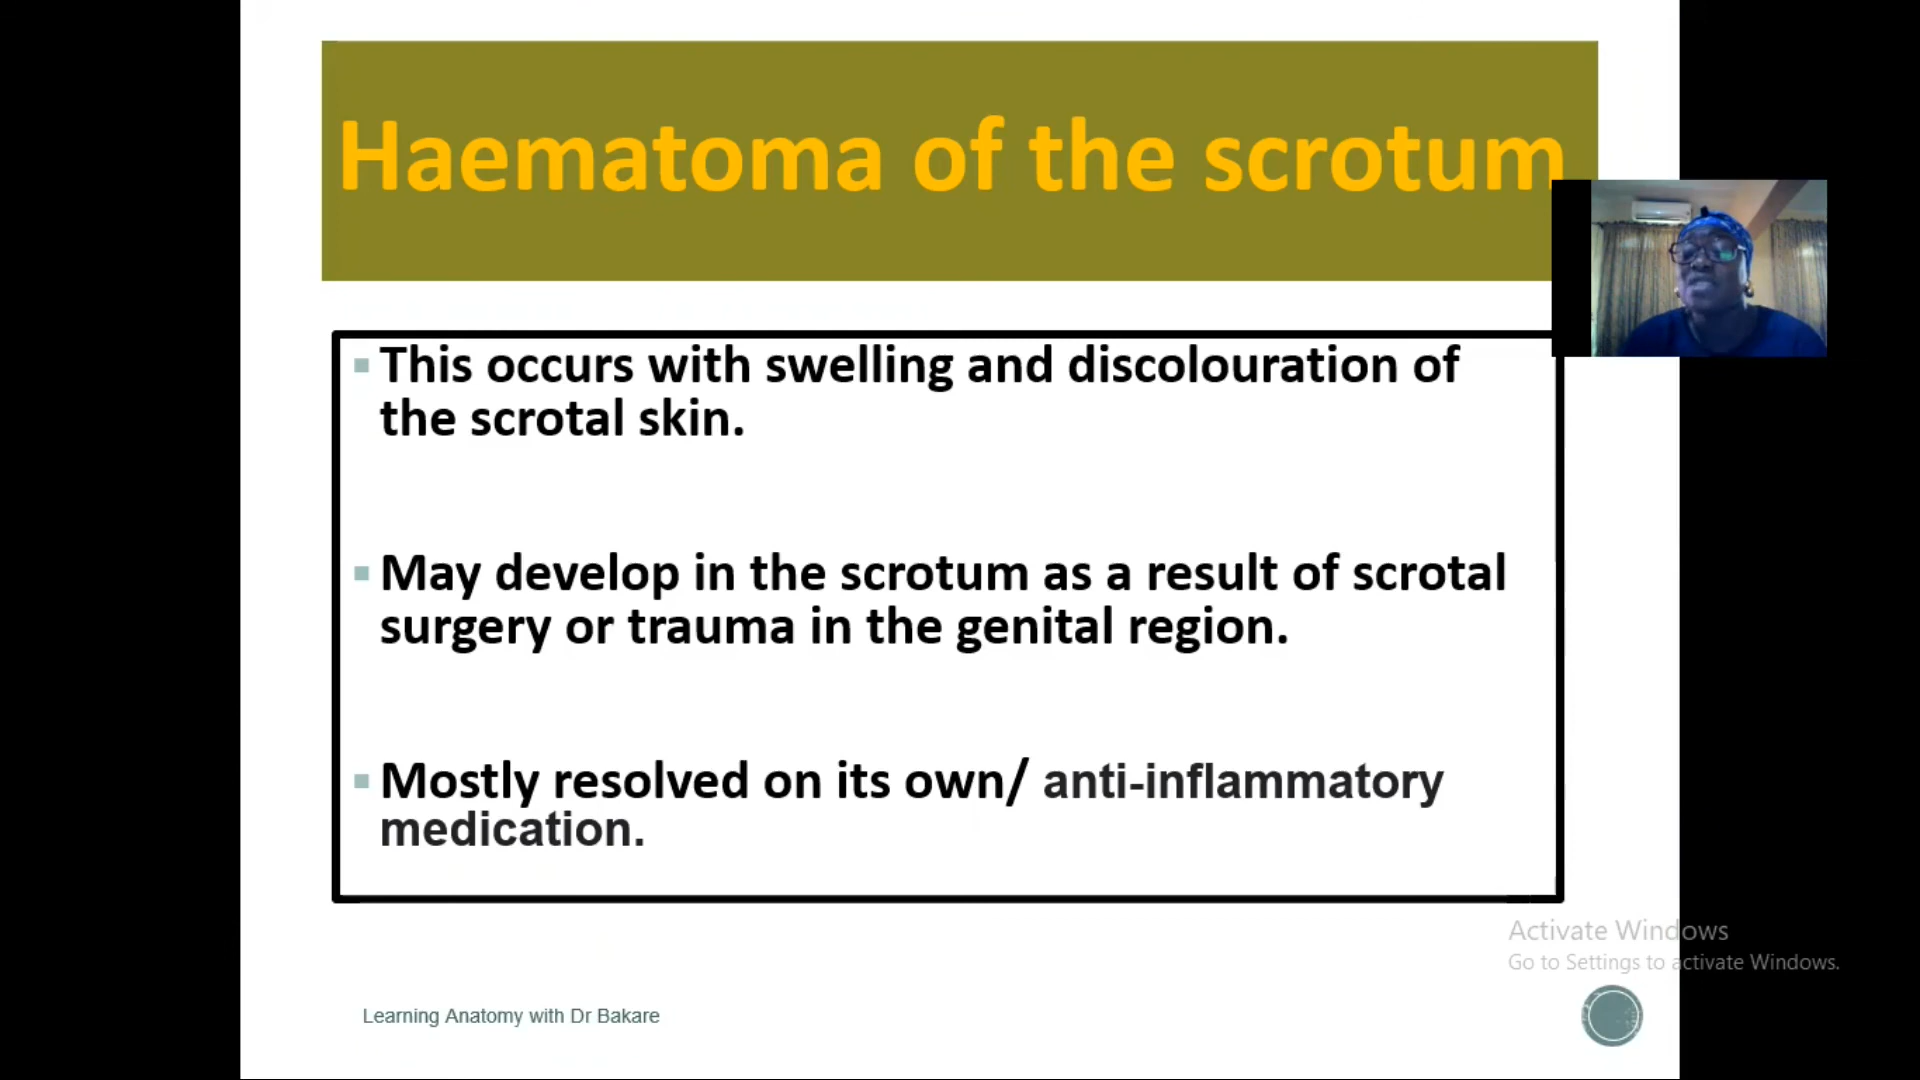 Haematoma of the scrotum
This occurs with swelling and discolouration of
the scrotal skin.
May develop in the scrotum as a result of scrotal
surgery or trauma in the genital region.
Mostly resolved on its own/ anti-inflammatory
medication.
Activate Windows
Go to Settings to activate Windows.
Learning Anatomy with Dr Bakare